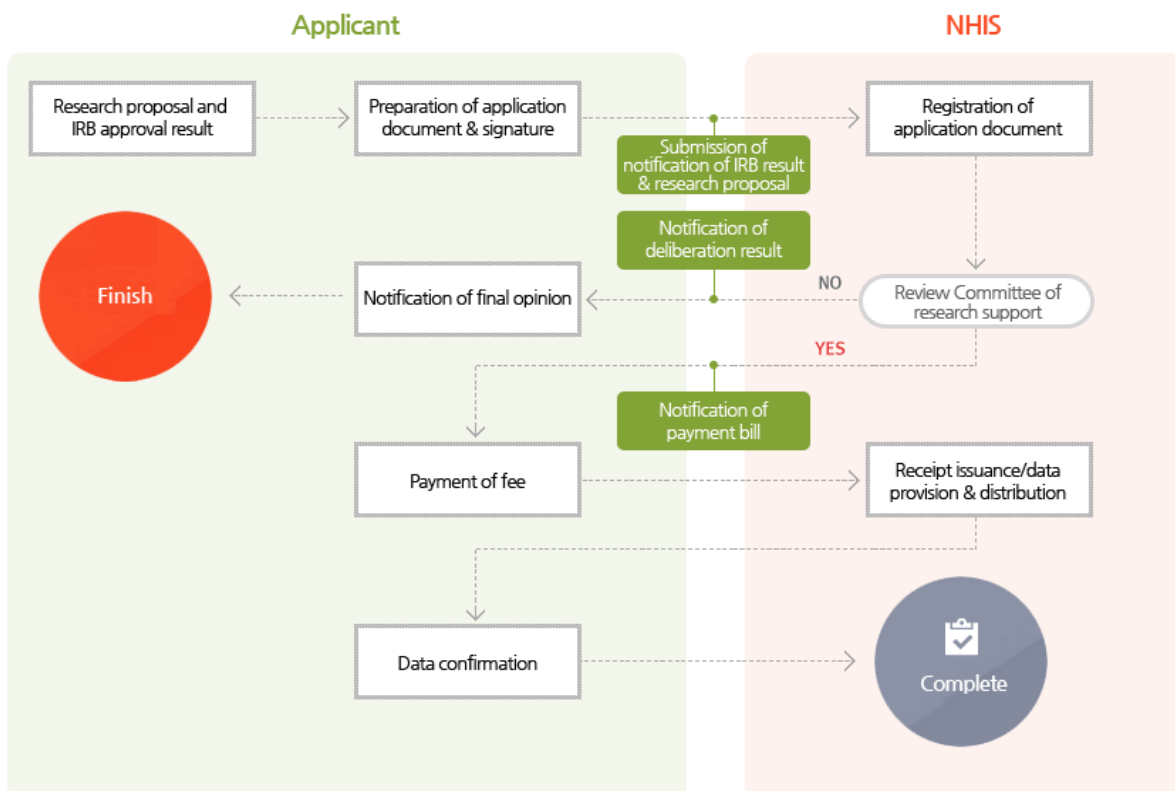 Applicant
NHIS
Research proposal and
IRB approval result
Preparation of application
document & signature
Submission of
notification of IRB result
& research proposal
Registration of
application document
Notification of
deliberation result
Finish
Notification of final opinion
NO
Review Committee of
research support
YES
Notification of
payment bill
Payment of fee
Receipt issuance/data
provision & distribution
Data confirmation
Complete